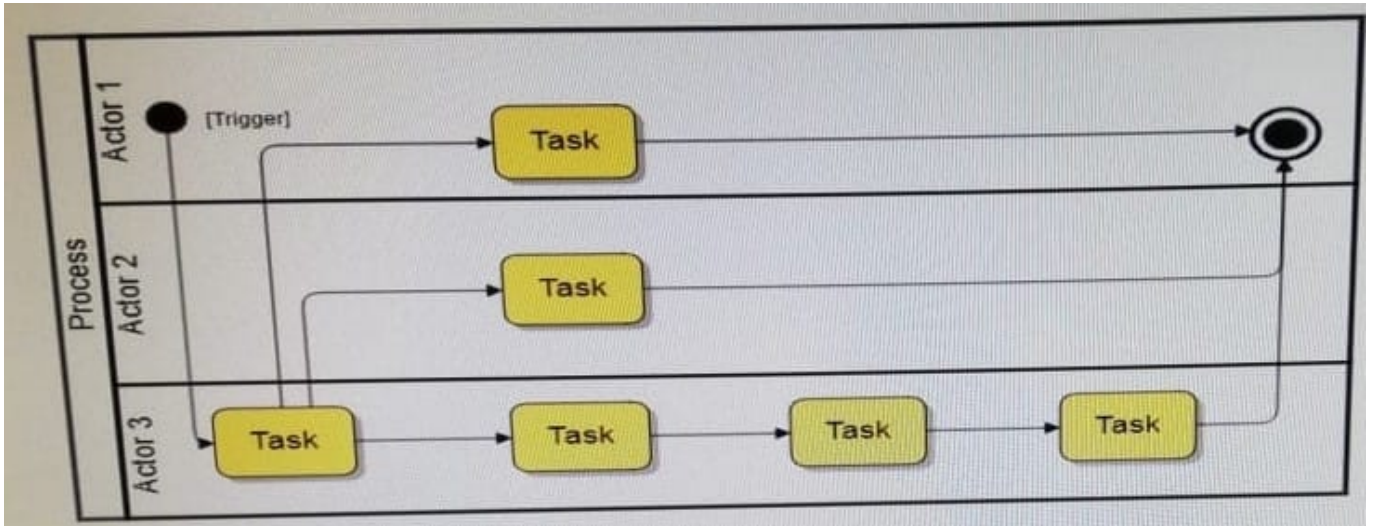 Process
Actor 1
[Trigger]
Task
Actor 2
Task
Actor 3
Task
Task
Task
Task